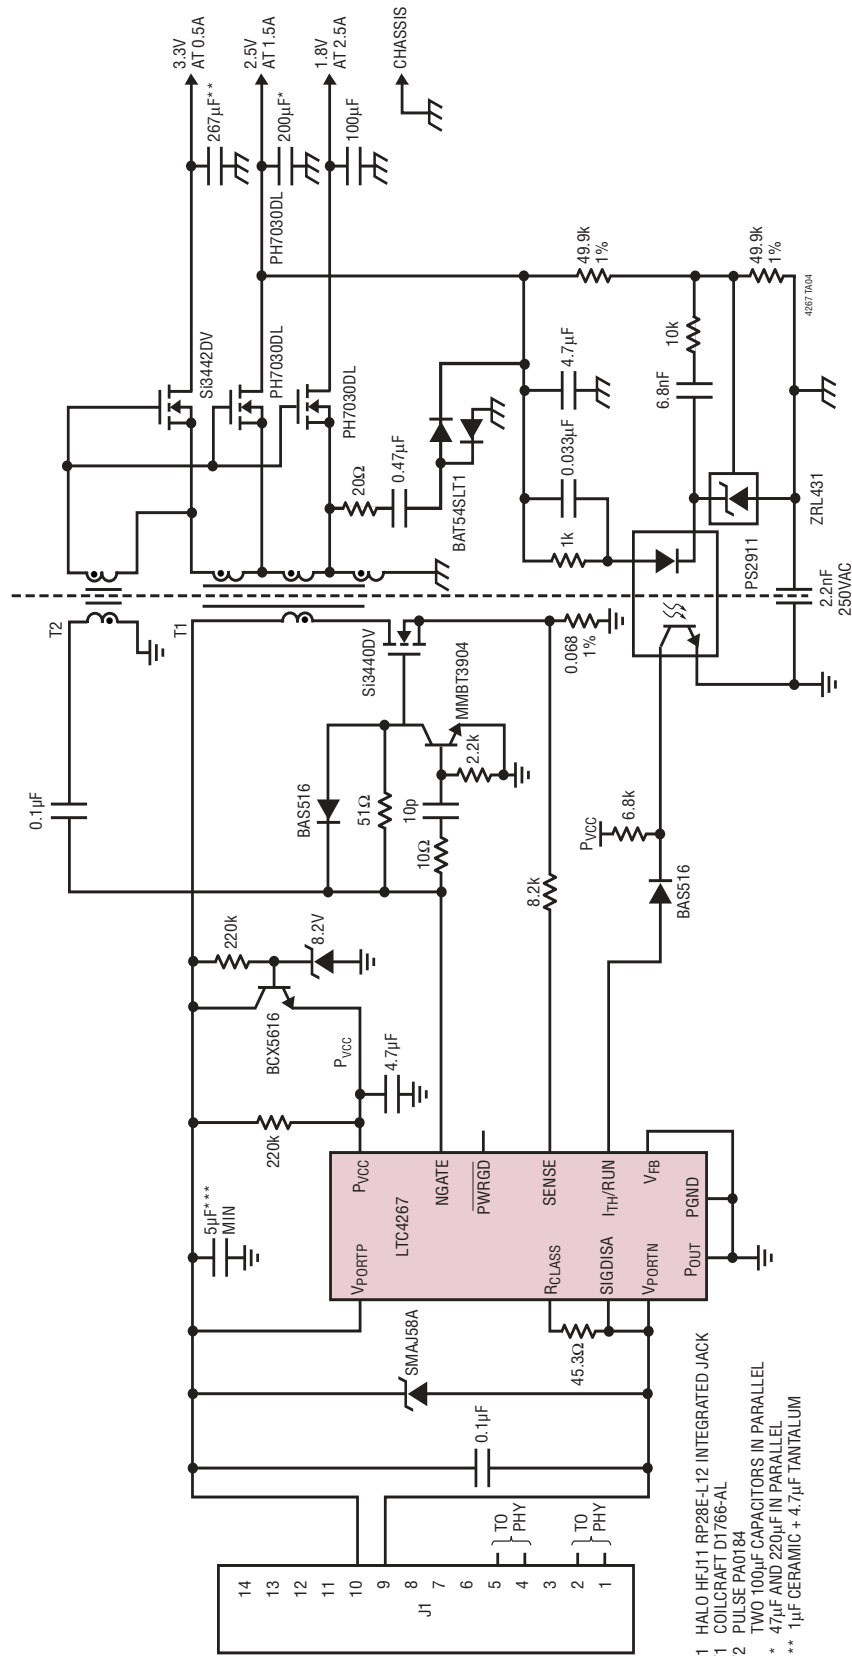 3.3V
AT 0.5A
2.5V
AT 1.5A
1.8V
AT 2.5A
CHASSIS
267µF**
200µF*
100µF
PH7030DL
Si3442DV
PH7030DL
PH7030DL
49.9k
1%
49.9k
1%
4267 TA04
10k
6.8nF
4.7µF
0.033µF
1k
20Ω
0.47µF
BAT54SLT1
ZRL431
PS2911
2.2nF
250VAC
T2
T1
Si3440DV
MMBT3904
0.068
1%
2.2k
0.1µF
BAS516
51Ω
10p
10Ω
PVCC
6.8k
BAS516
8.2k
220k
8.2V
BCX5616
PVCC
4.7µF
220k
5µF***
MIN
PVCC
NGATE
PWRGD
SENSE
ITH/RUN
VFB
PGND
POUT
LTC4267
VPORTP
RCLASS
SIGDISA
VPORTN
45.3Ω
SMAJ58A
0.1µF
TO
PHY
TO
PHY
14
13
12
11
10
9
8
7
6
5
4
3
2
1
J1
1 HALO HFJ11 RP28E-L12 INTEGRATED JACK
1 COILCRAFT D1766-AL
2 PULSE PA0184
TWO 100µF CAPACITORS IN PARALLEL
* 47µF AND 220µF IN PARALLEL
** 1µF CERAMIC + 4.7µF TANTALUM